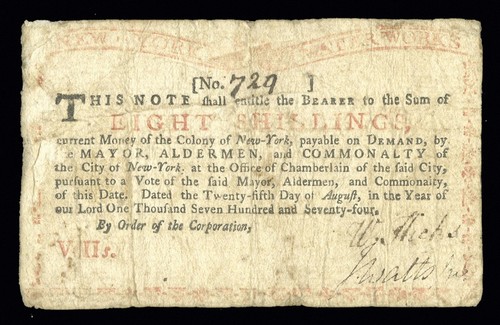 NEW-YORK WATER WORKS
[No. 729 ]
THIS NOTE shall entitle the BEARER to the Sum of
EIGHT SHILLINGS,
current Money of the Colony of New-York, payable on DEMAND, by
the MAYOR, ALDERMEN, and COMMONALTY of
the City of New-York, at the Office of Chamberlain of the said City,
pursuant to a Vote of the said Mayor, Aldermen, and Commonalty,
of this Date. Dated the Twenty-fifth Day of August, in the Year of
our Lord One Thousand Seven Hundred and Seventy-four,
By Order of the Corporation,
VIIIs.